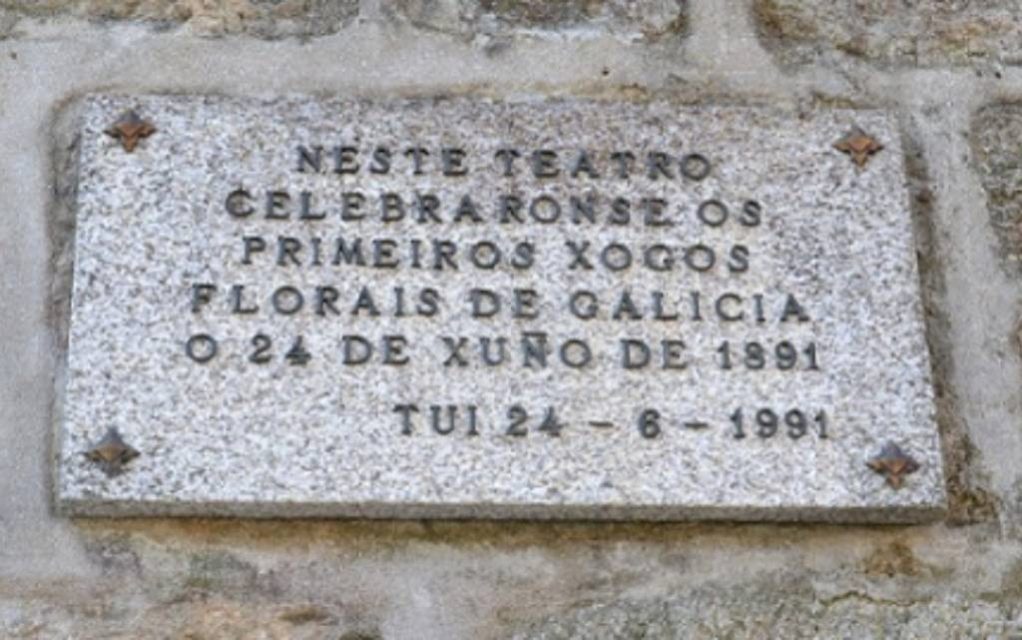 NESTE TEATRO
CELEBRARONSE OS
PRIMEIROS XOGOS
FLORAIS DE GALICIA
O 24 DE XUÑO DE 1891
TUI 24 - 6 - 1991